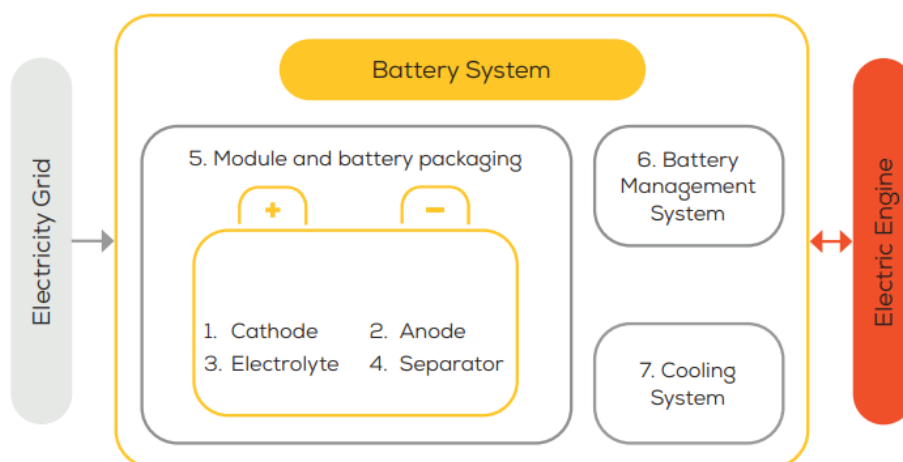 Battery System
Electricity Grid
5. Module and battery packaging
+
−
1. Cathode
2. Anode
3. Electrolyte
4. Separator
6. Battery
Management
System
7. Cooling
System
Electric Engine